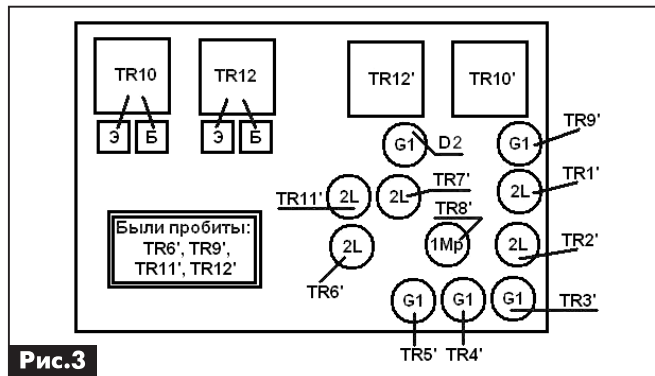 TR10 TR12 TR12' TR10'
Э Б Э Б
G1 D2 G1 TR9'
2L 2L TR7' 2L TR1'
TR11' TR8'
Были пробиты:
TR6', TR9',
TR11', TR12'
2L 1Mp 2L TR2'
TR6'
G1 G1 G1 TR3'
TR5' TR4'
Рис.3